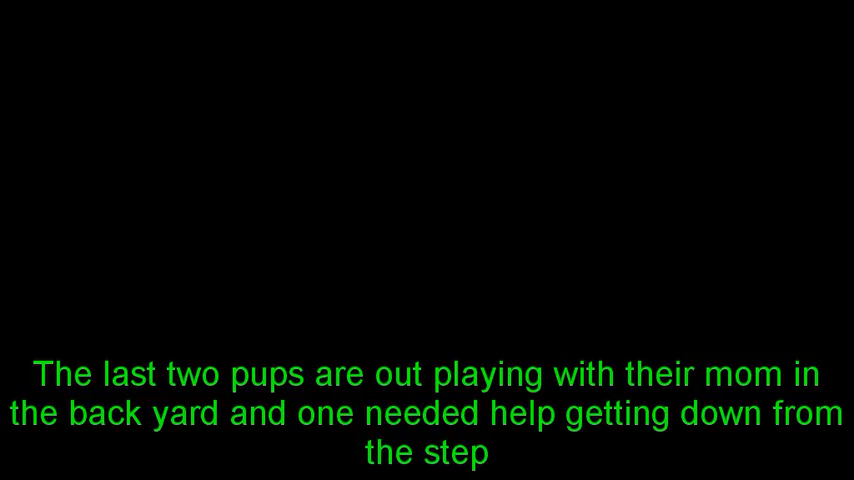 The last two pups are out playing with their mom in
the back yard and one needed help getting down from
the step